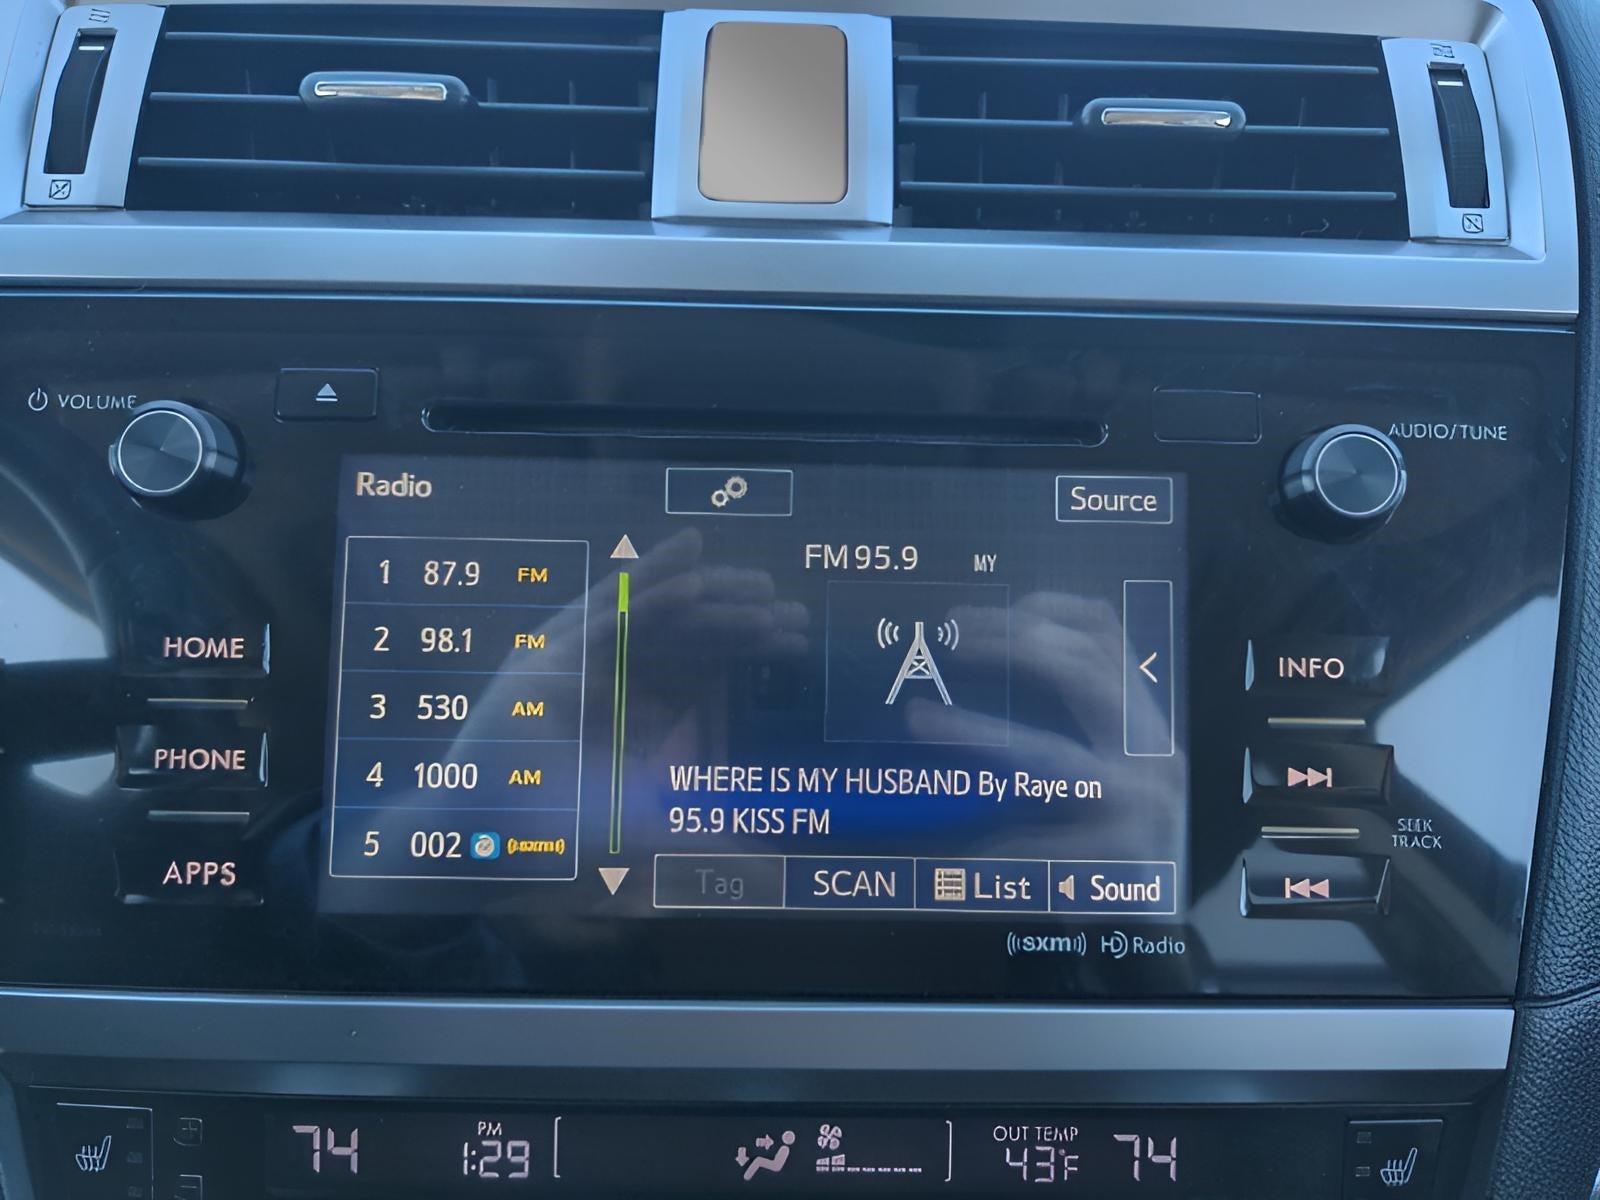 VOLUME
AUDIO/TUNE
Radio
Source
1 87.9 FM
2 98.1 FM
3 530 AM
4 1000 AM
5 002 ((sxm))
FM 95.9 MY
<
WHERE IS MY HUSBAND By Raye on
95.9 KISS FM
Tag SCAN List Sound
((sxm)) HD Radio
HOME
PHONE
APPS
INFO
SEEK
TRACK
74
PM
1:29
OUT TEMP
43°F
74